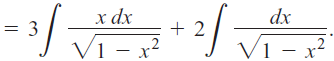 = 3∫ x dx / √(1 − x²) + 2∫ dx / √(1 − x²).